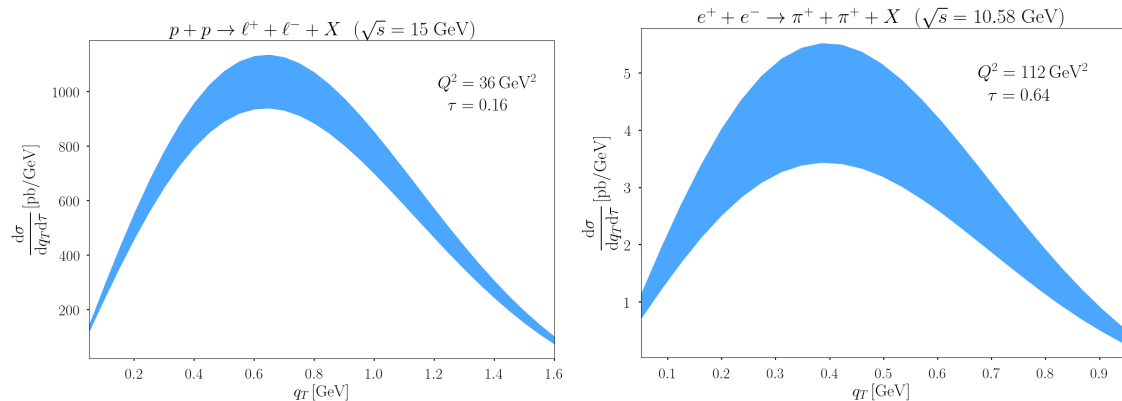 p + p → ℓ⁺ + ℓ⁻ + X (√s = 15 GeV)
Q² = 36 GeV²
τ = 0.16
1000
800
600
400
200
dσ/dq_T dτ [pb/GeV]
0.2 0.4 0.6 0.8 1.0 1.2 1.4 1.6
q_T [GeV]
e⁺ + e⁻ → π⁺ + π⁺ + X (√s = 10.58 GeV)
Q² = 112 GeV²
τ = 0.64
5
4
3
2
1
dσ/dq_T dτ [pb/GeV]
0.1 0.2 0.3 0.4 0.5 0.6 0.7 0.8 0.9
q_T [GeV]